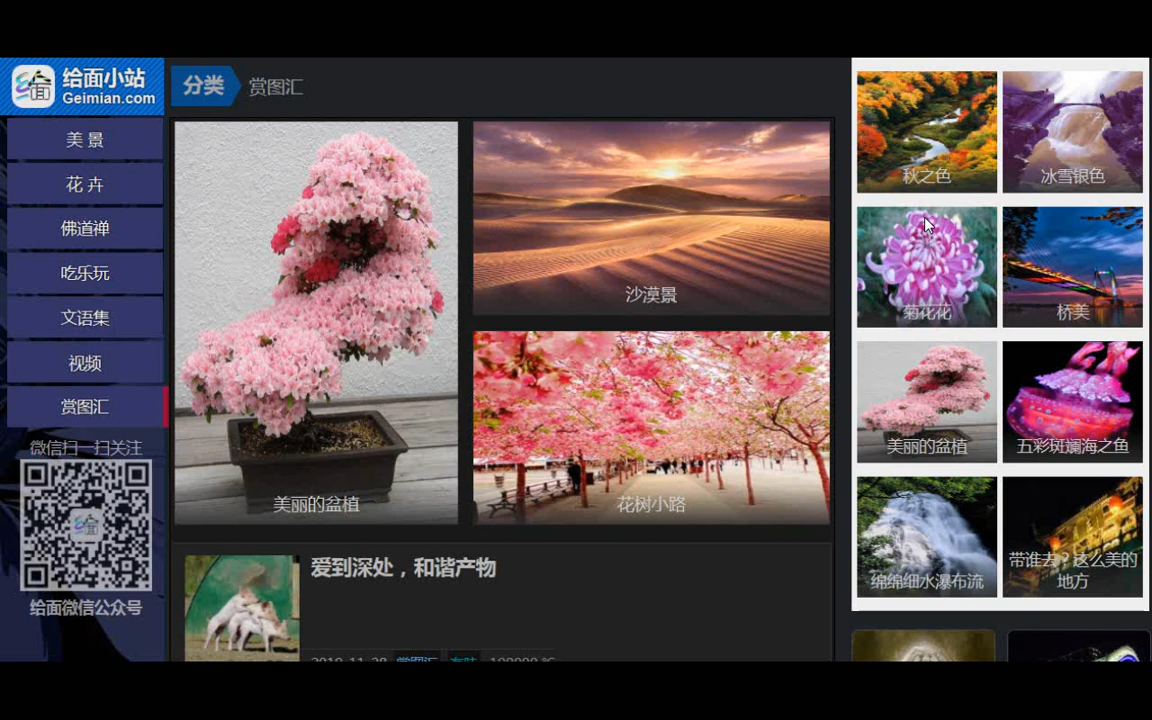 给面小站
Geimian.com
美 景
花 卉
佛道禅
吃乐玩
文语集
视频
赏图汇
微信扫一扫关注
给面微信公众号
分类
赏图汇
美丽的盆植
沙漠景
花树小路
爱到深处，和谐产物
秋之色
冰雪银色
菊花花
桥美
美丽的盆植
五彩斑斓海之鱼
绵绵细水瀑布流
带谁去？这么美的
地方